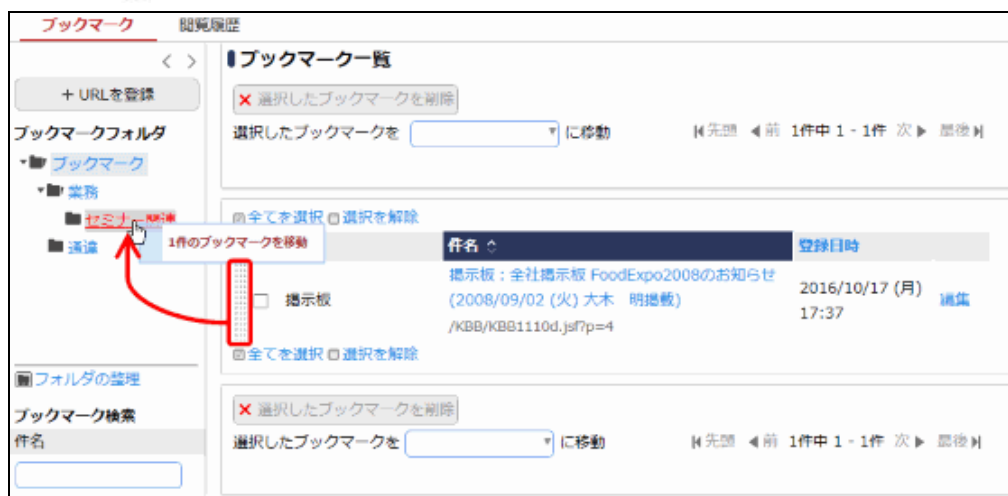 ブックマーク 閲覧履歴
< >
+ URLを登録
ブックマークフォルダ
ブックマーク
業務
セミナー関連
通達
フォルダの整理
ブックマーク検索
件名
ブックマーク一覧
選択したブックマークを削除
選択したブックマークを に移動 先頭 前 1件中 1 - 1件 次 最後
全てを選択 選択を解除
1件のブックマークを移動
件名 登録日時
掲示板 掲示板：全社掲示板 FoodExpo2008のお知らせ
(2008/09/02 (火) 大木 明掲載)
/KBB/KBB1110d.jsf?p=4
2016/10/17 (月)
17:37
編集
全てを選択 選択を解除
選択したブックマークを削除
選択したブックマークを に移動 先頭 前 1件中 1 - 1件 次 最後